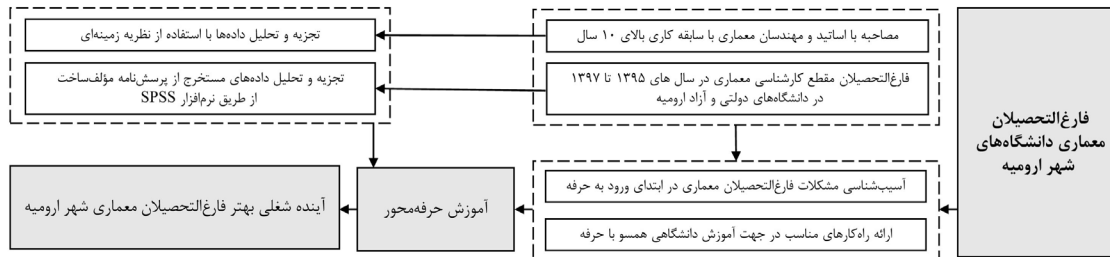 فارغ‌التحصیلان
معماری دانشگاه‌های
شهر ارومیه
مصاحبه با اساتید و مهندسان معماری با سابقه کاری بالای ۱۰ سال
فارغ‌التحصیلان مقطع کارشناسی معماری در سال های ۱۳۹۵ تا ۱۳۹۷
در دانشگاه‌های دولتی و آزاد ارومیه
تجزیه و تحلیل داده‌ها با استفاده از نظریه زمینه‌ای
تجزیه و تحلیل داده‌های مستخرج از پرسش‌نامه مؤلف‌ساخت
از طریق نرم‌افزار SPSS
آسیب‌شناسی مشکلات فارغ‌التحصیلان معماری در ابتدای ورود به حرفه
ارائه راه‌کارهای مناسب در جهت آموزش دانشگاهی همسو با حرفه
آموزش حرفه‌محور
آینده شغلی بهتر فارغ‌التحصیلان معماری شهر ارومیه